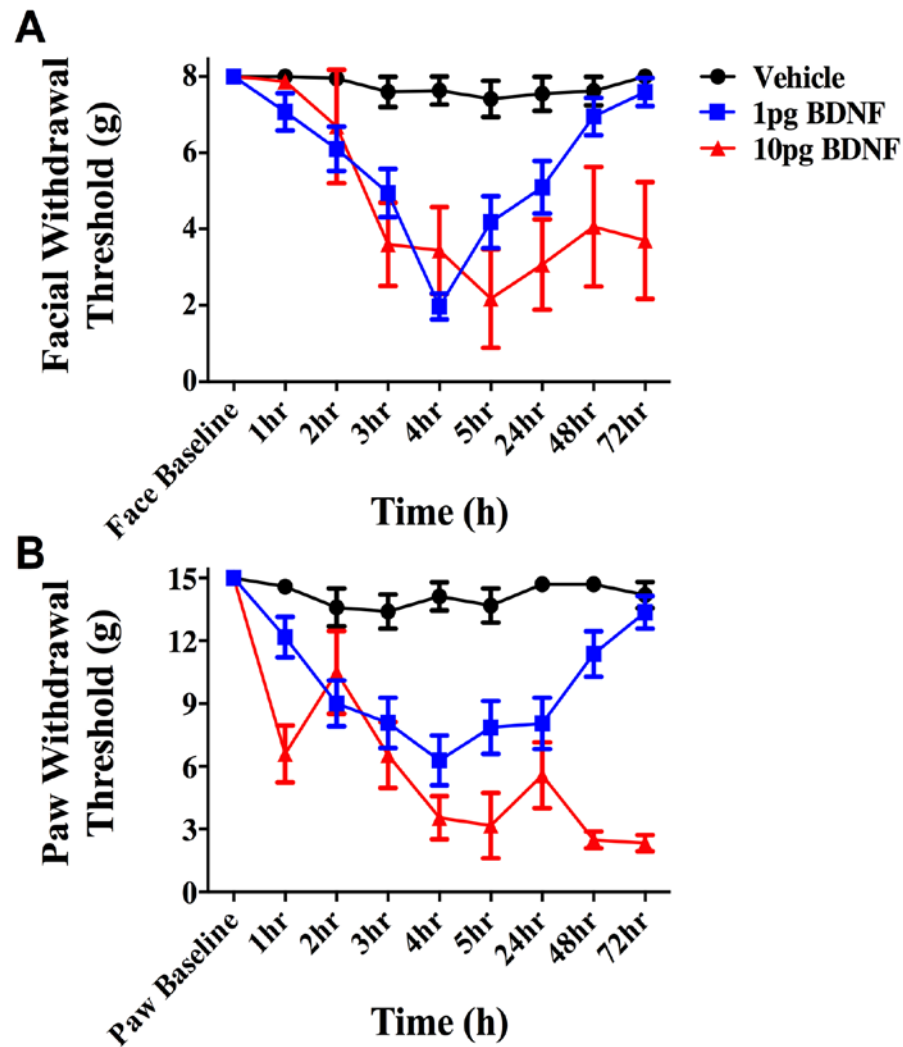 A
Facial Withdrawal
Threshold (g)
8
6
4
2
0
Face Baseline
1hr
2hr
3hr
4hr
5hr
24hr
48hr
72hr
Time (h)
Vehicle
1pg BDNF
10pg BDNF
B
Paw Withdrawal
Threshold (g)
15
12
9
6
3
0
Paw Baseline
1hr
2hr
3hr
4hr
5hr
24hr
48hr
72hr
Time (h)